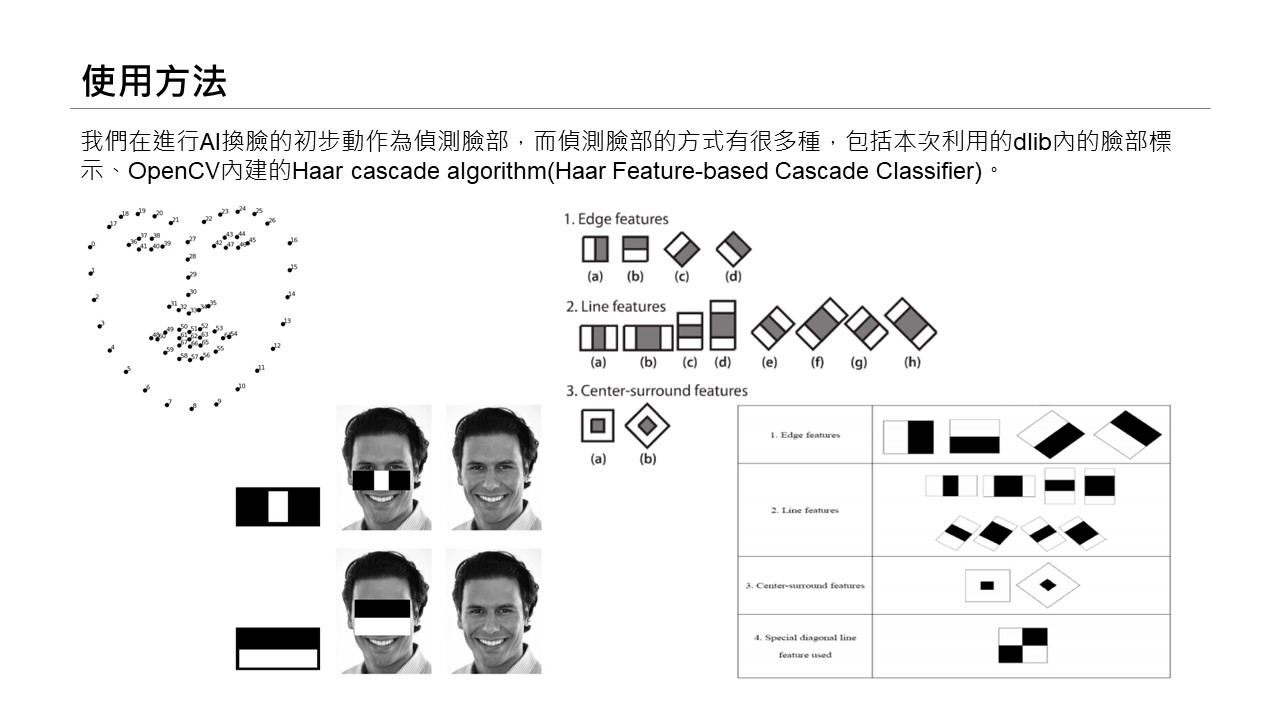 使用方法
我們在進行AI換臉的初步動作為偵測臉部，而偵測臉部的方式有很多種，包括本次利用的dlib內的臉部標
示、OpenCV內建的Haar cascade algorithm(Haar Feature-based Cascade Classifier)。
18 19 20 21 22 23 24 25 26
17
0 36 37 38 39 40 41 27 42 43 44 45 46 47 16
28
1 29 15
2 30 14
31 32 33 34 35
3 13
48 49 50 51 52 53 54
60 61 62 63 64
67 66 65
59 58 57 56 55
4 12
5 11
6 10
7 8 9
1. Edge features
(a) (b) (c) (d)
2. Line features
(a) (b) (c) (d) (e) (f) (g) (h)
3. Center-surround features
(a) (b)
1. Edge features
2. Line features
3. Center-surround features
4. Special diagonal line
feature used